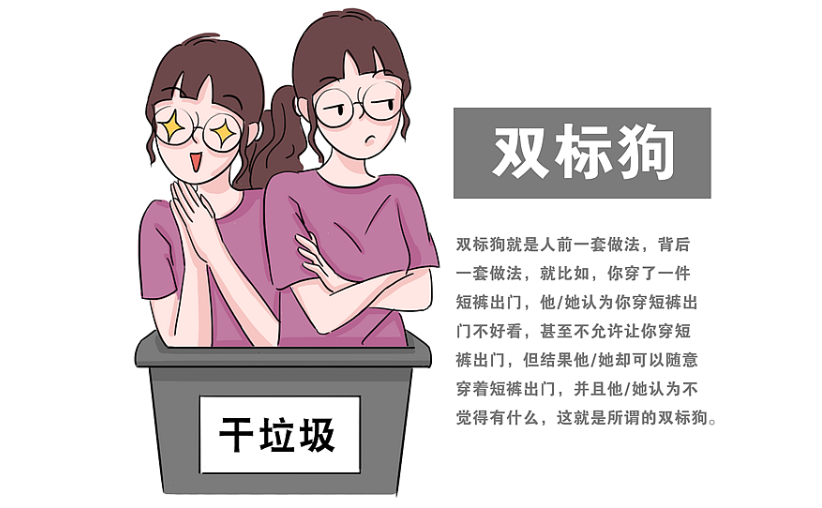 双标狗
双标狗就是人前一套做法，背后
一套做法，就比如，你穿了一件
短裤出门，他/她认为你穿短裤出
门不好看，甚至不允许让你穿短
裤出门，但结果他/她却可以随意
穿着短裤出门，并且他/她认为不
觉得有什么，这就是所谓的双标狗。
干垃圾